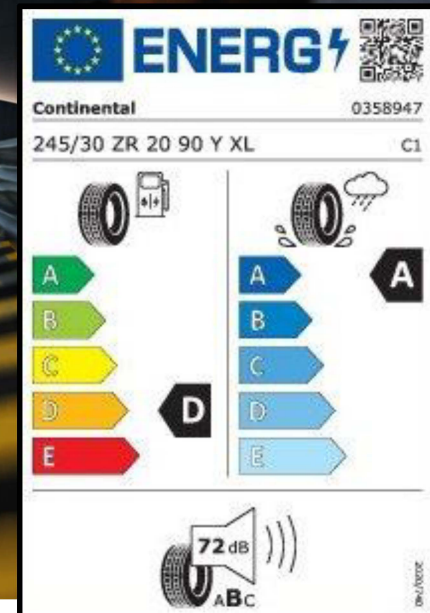 ENERG
Continental 0358947
245/30 ZR 20 90 Y XL C1
A A A
B B
C C
D D D
E E
72 dB
ABC
2020/740